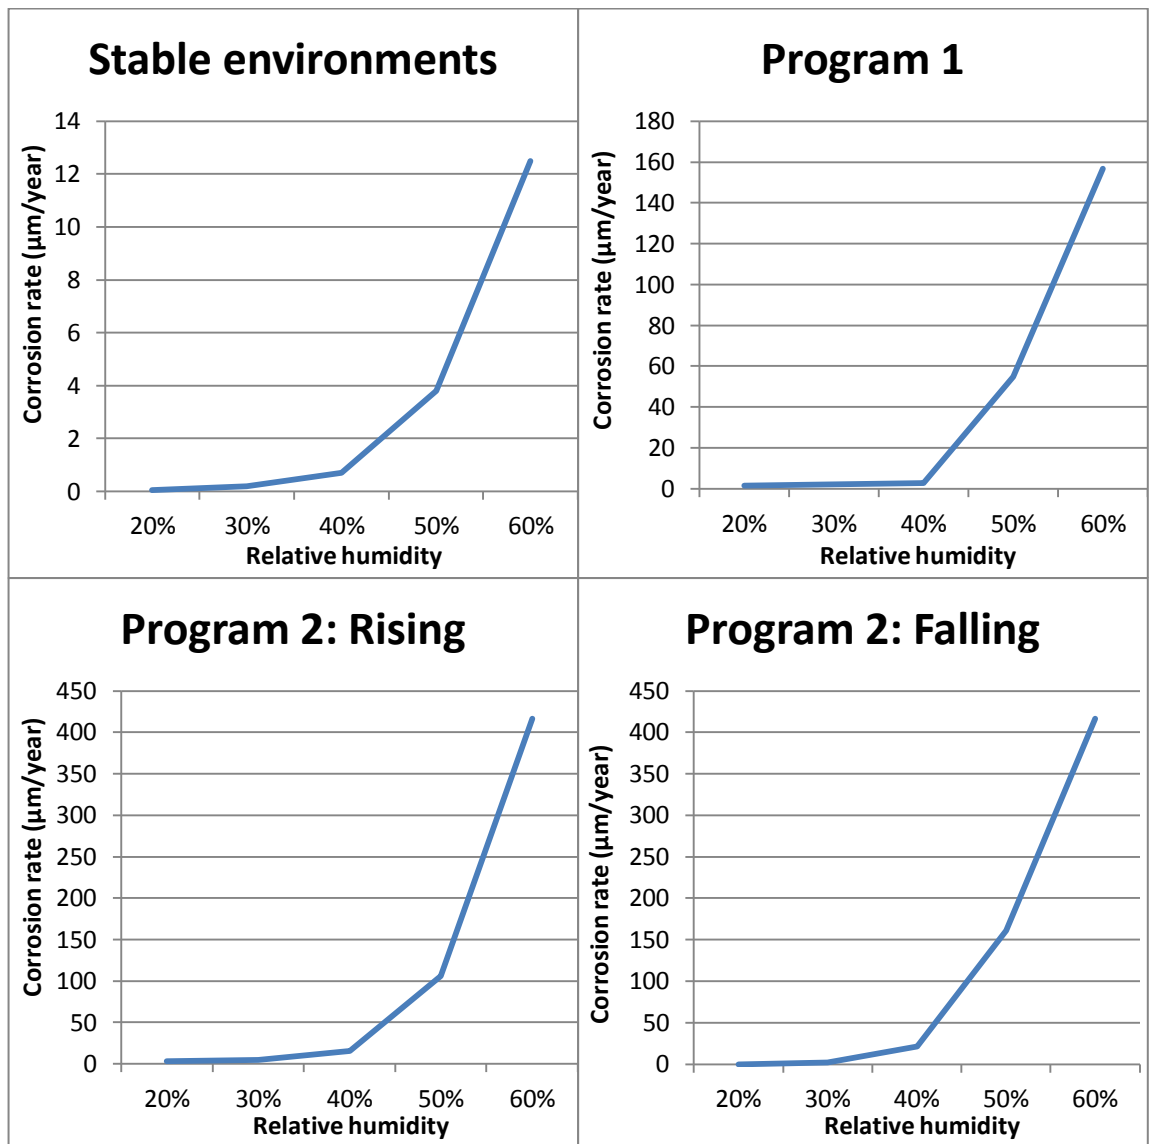 Stable environments
Corrosion rate (μm/year)
14
12
10
8
6
4
2
0
20% 30% 40% 50% 60%
Relative humidity
Program 1
Corrosion rate (μm/year)
180
160
140
120
100
80
60
40
20
0
20% 30% 40% 50% 60%
Relative humidity
Program 2: Rising
Corrosion rate (μm/year)
450
400
350
300
250
200
150
100
50
0
20% 30% 40% 50% 60%
Relative humidity
Program 2: Falling
Corrosion rate (μm/year)
450
400
350
300
250
200
150
100
50
0
20% 30% 40% 50% 60%
Relative humidity